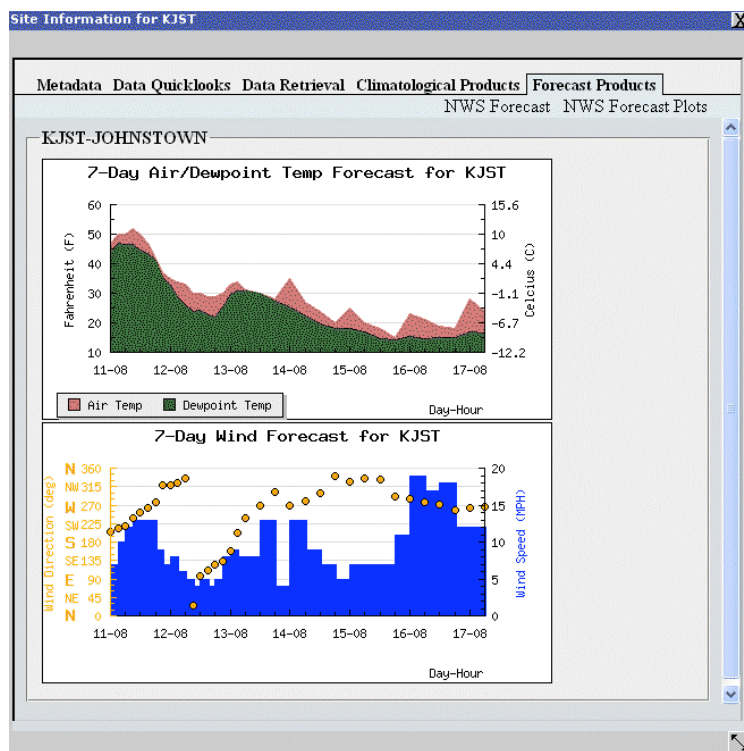 Site Information for KJST X
Metadata Data Quicklooks Data Retrieval Climatological Products Forecast Products
NWS Forecast NWS Forecast Plots
KJST-JOHNSTOWN
7-Day Air/Dewpoint Temp Forecast for KJST
60 15.6
50 10
40 4.4
30 -1.1
20 -6.7
10 -12.2
Fahrenheit (F)
Celcius (C)
11-08 12-08 13-08 14-08 15-08 16-08 17-08
Air Temp Dewpoint Temp
Day-Hour
7-Day Wind Forecast for KJST
N 360 20
NW 315
W 270 15
SW 225
S 180 10
SE 135
E 90 5
NE 45
N 0 0
Wind Direction (deg)
Wind Speed (MPH)
11-08 12-08 13-08 14-08 15-08 16-08 17-08
Day-Hour